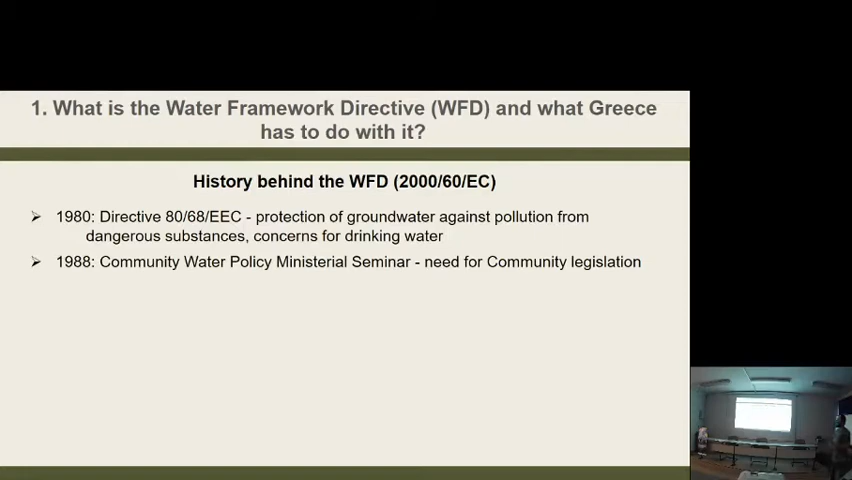 1. What is the Water Framework Directive (WFD) and what Greece
has to do with it?
History behind the WFD (2000/60/EC)
➢ 1980: Directive 80/68/EEC - protection of groundwater against pollution from
dangerous substances, concerns for drinking water
➢ 1988: Community Water Policy Ministerial Seminar - need for Community legislation